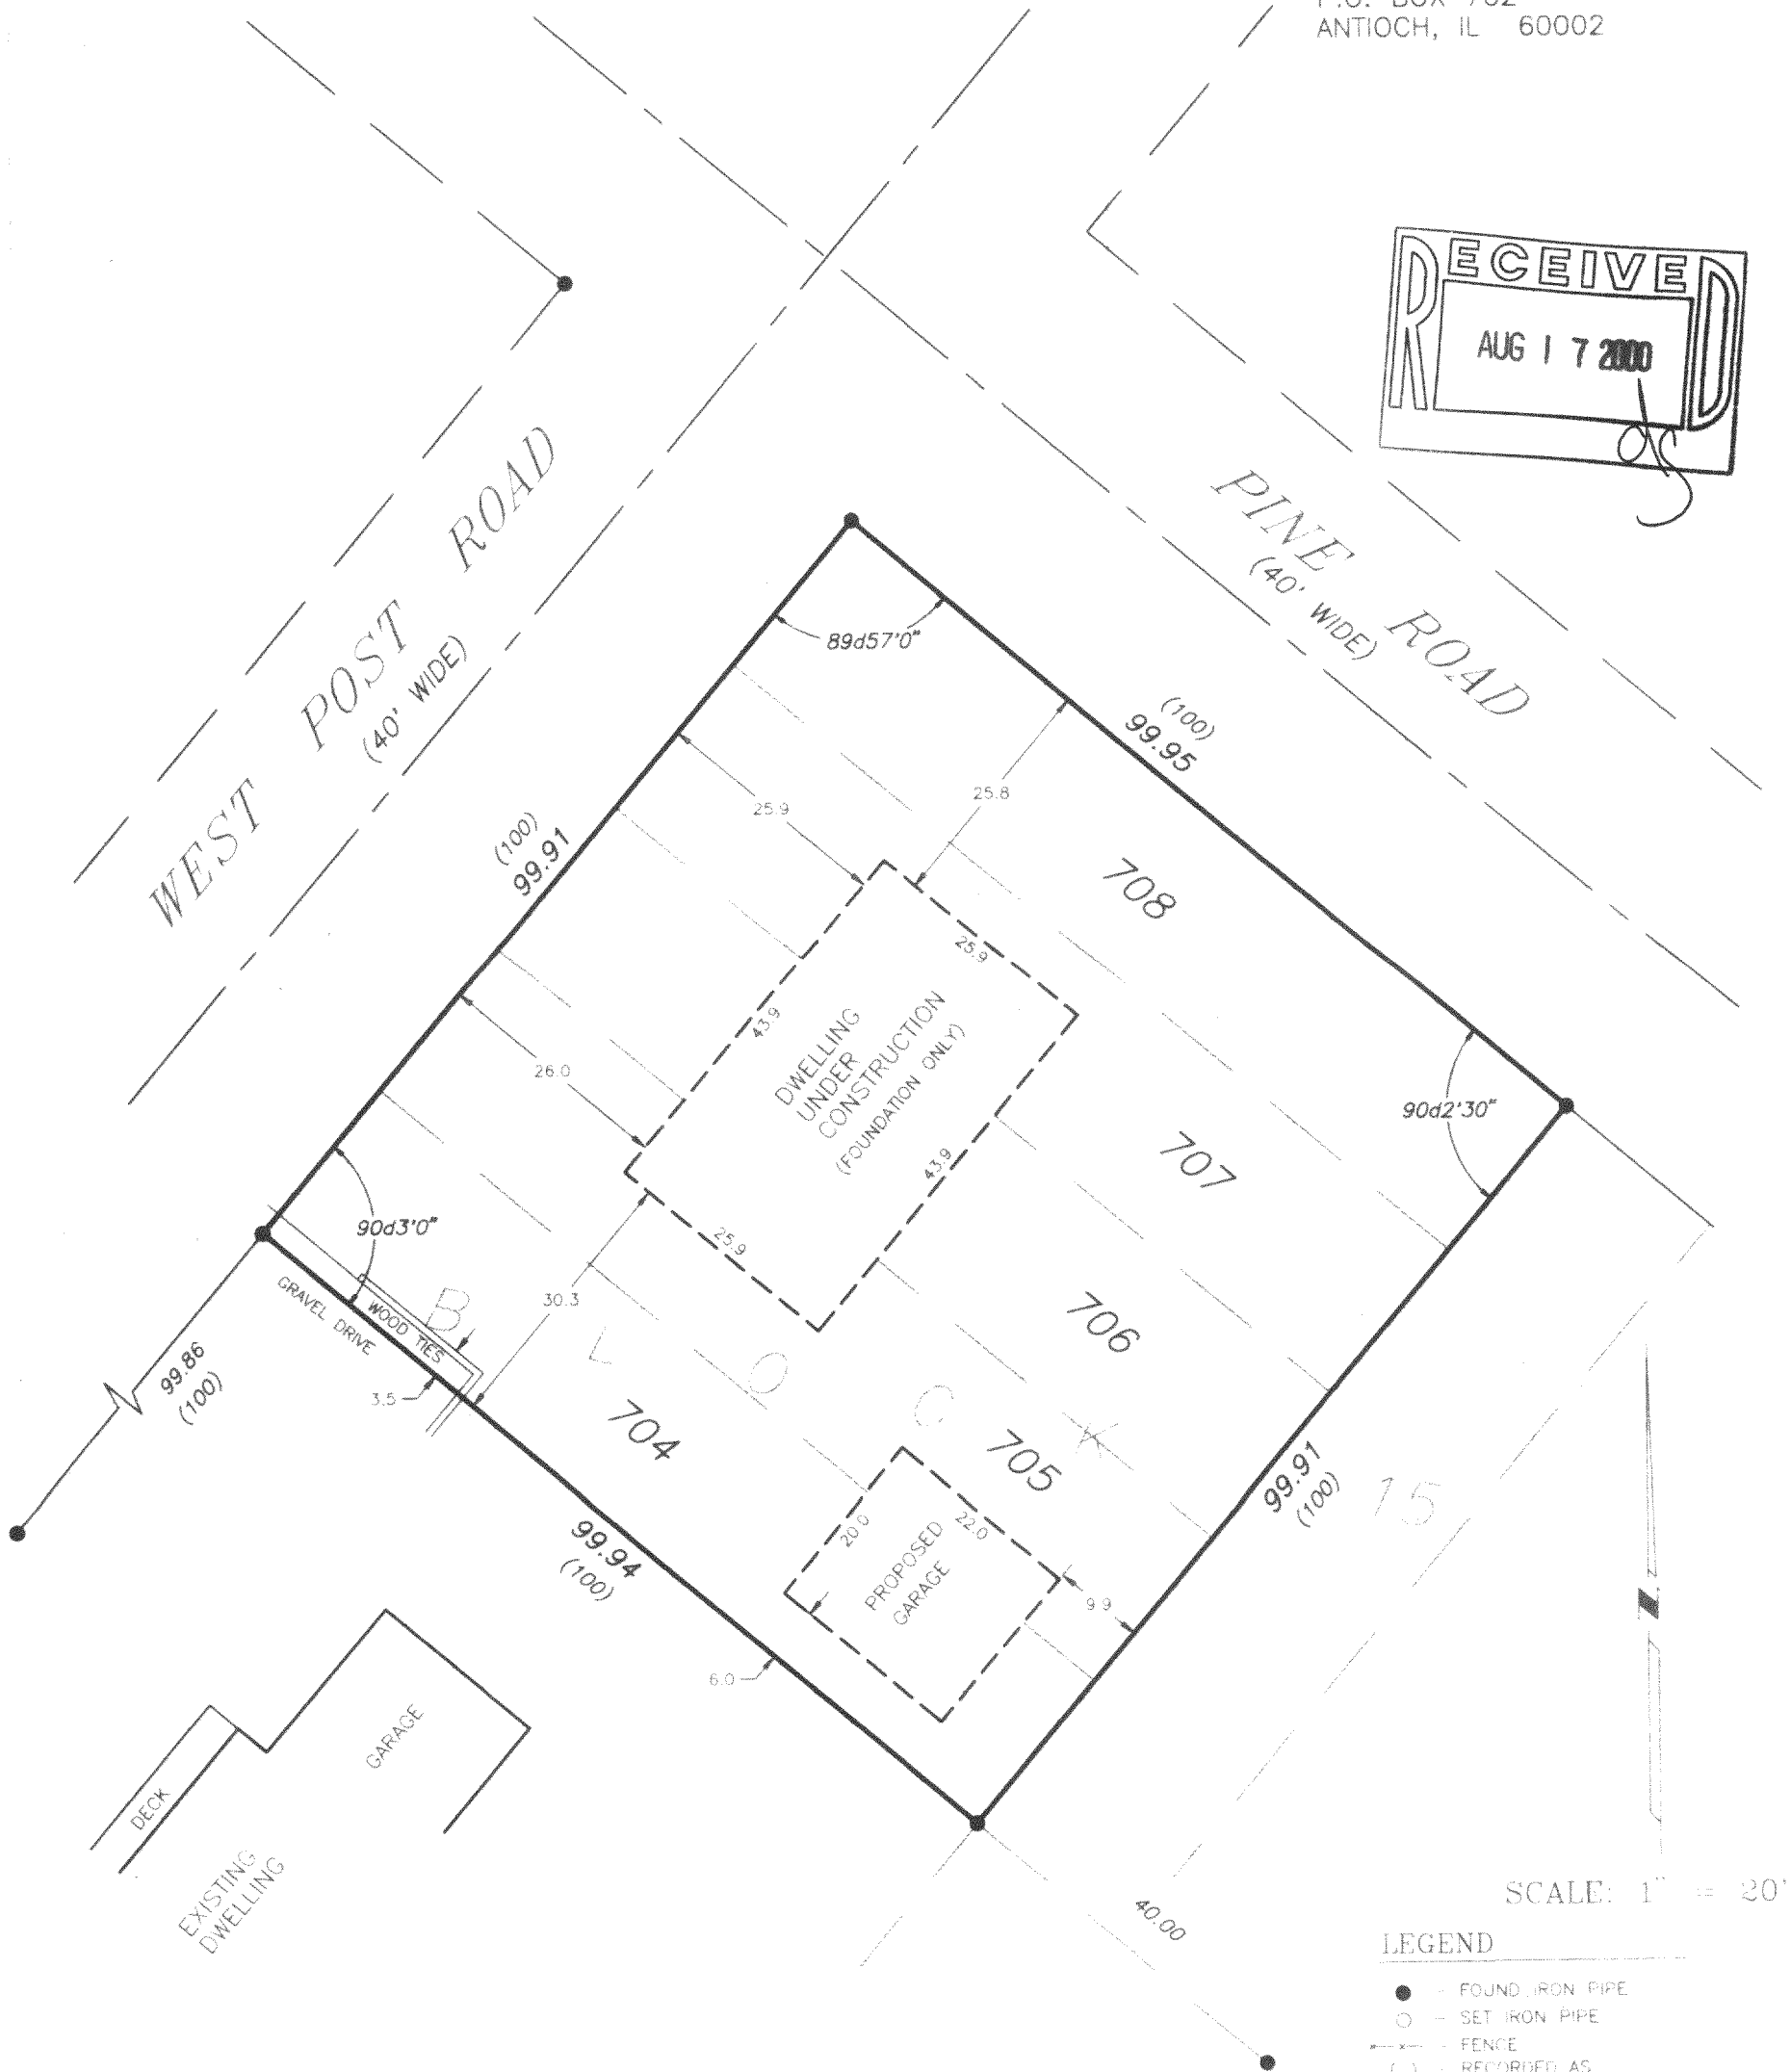 ANTIOCH, IL 60002
RECEIVED
AUG 17 2000
WEST POST ROAD
(40' WIDE)
PINE ROAD
(40' WIDE)
89d57'0"
(100)
99.95
25.9
25.8
(100)
99.91
708
25.9
43.9
DWELLING
UNDER
CONSTRUCTION
(FOUNDATION ONLY)
26.0
43.9
90d2'30"
707
90d3'0"
25.9
BLOCK 15
GRAVEL DRIVE
WOOD TIES
30.3
706
99.86
(100)
3.5
704
705
99.91
(100)
99.94
(100)
20.0
22.0
PROPOSED
GARAGE
9.9
6.0
GARAGE
DECK
EXISTING
DWELLING
40.00
Z
SCALE: 1" = 20'
LEGEND
- FOUND IRON PIPE
- SET IRON PIPE
-x- - FENCE
( ) - RECORDED AS